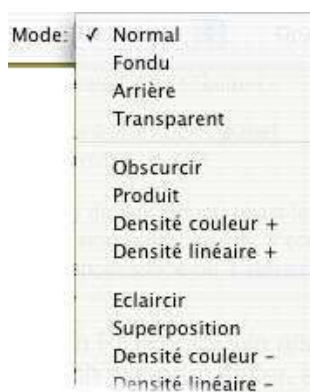 Mode: ✓ Normal
Fondu
Arrière
Transparent
Obscurcir
Produit
Densité couleur +
Densité linéaire +
Eclaircir
Superposition
Densité couleur –
Densité linéaire –